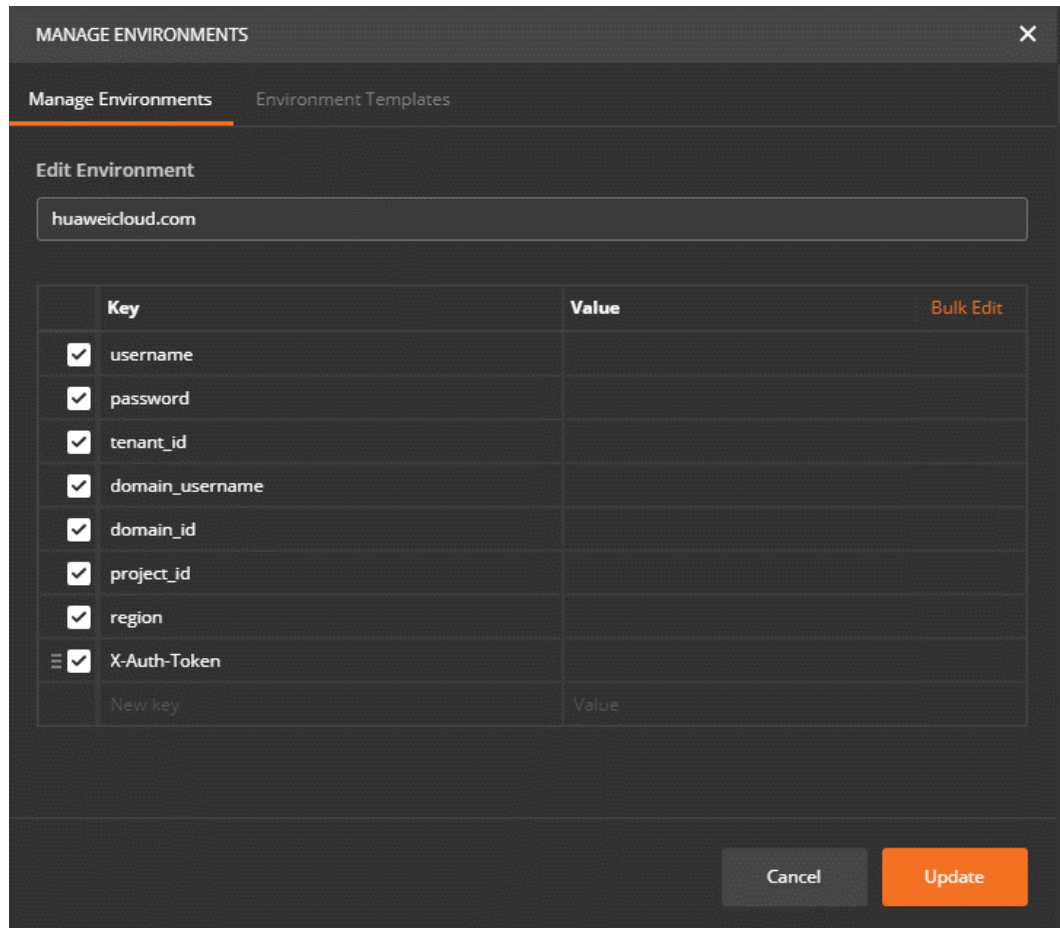 MANAGE ENVIRONMENTS
Manage Environments Environment Templates
Edit Environment
huaweicloud.com
Key Value Bulk Edit
username
password
tenant_id
domain_username
domain_id
project_id
region
X-Auth-Token
New key Value
Cancel Update